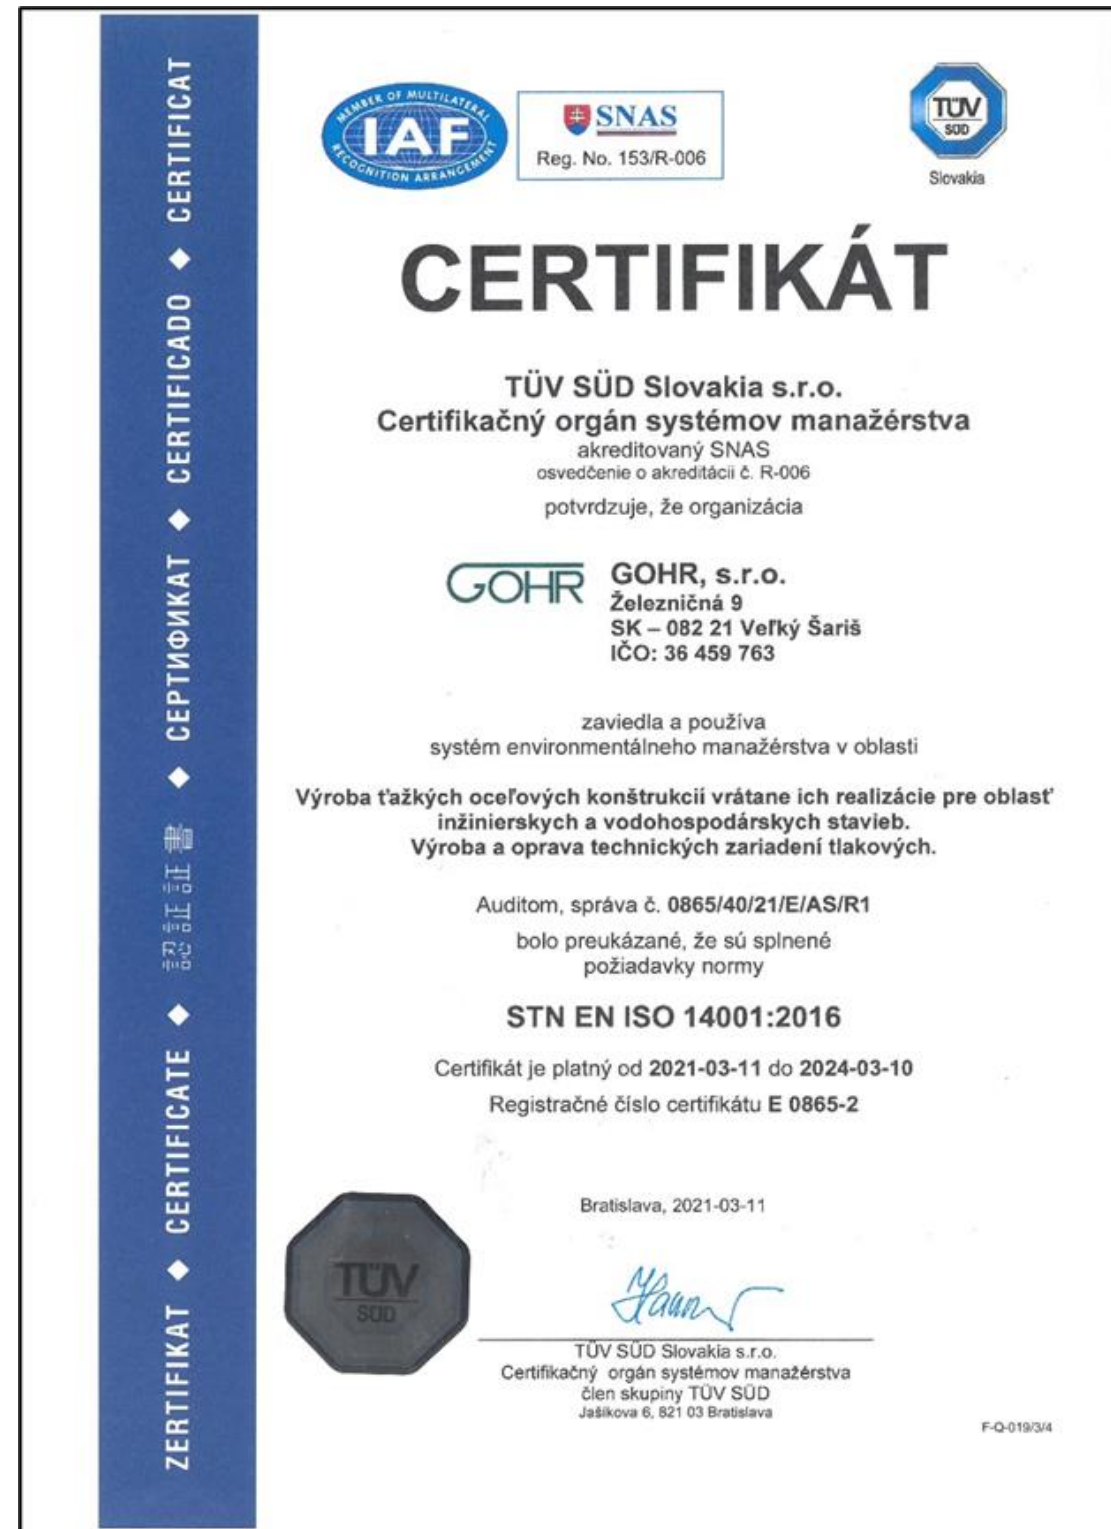 MEMBER OF MULTILATERAL
IAF
RECOGNITION ARRANGEMENT
SNAS
Reg. No. 153/R-006
TÜV
SÜD
Slovakia
CERTIFIKÁT
TÜV SÜD Slovakia s.r.o.
Certifikačný orgán systémov manažérstva
akreditovaný SNAS
osvedčenie o akreditácii č. R-006
potvrdzuje, že organizácia
GOHR
GOHR, s.r.o.
Železničná 9
SK – 082 21 Veľký Šariš
IČO: 36 459 763
zaviedla a používa
systém environmentálneho manažérstva v oblasti
Výroba ťažkých oceľových konštrukcií vrátane ich realizácie pre oblasť
inžinierskych a vodohospodárskych stavieb.
Výroba a oprava technických zariadení tlakových.
Auditom, správa č. 0865/40/21/E/AS/R1
bolo preukázané, že sú splnené
požiadavky normy
STN EN ISO 14001:2016
Certifikát je platný od 2021-03-11 do 2024-03-10
Registračné číslo certifikátu E 0865-2
Bratislava, 2021-03-11
TÜV
SÜD
TÜV SÜD Slovakia s.r.o.
Certifikačný orgán systémov manažérstva
člen skupiny TÜV SÜD
Jašíkova 6, 821 03 Bratislava
F-Q-019/3/4
ZERTIFIKAT ◆ CERTIFICATE ◆ 認証証書 ◆ СЕРТИФИКАТ ◆ CERTIFICADO ◆ CERTIFICAT